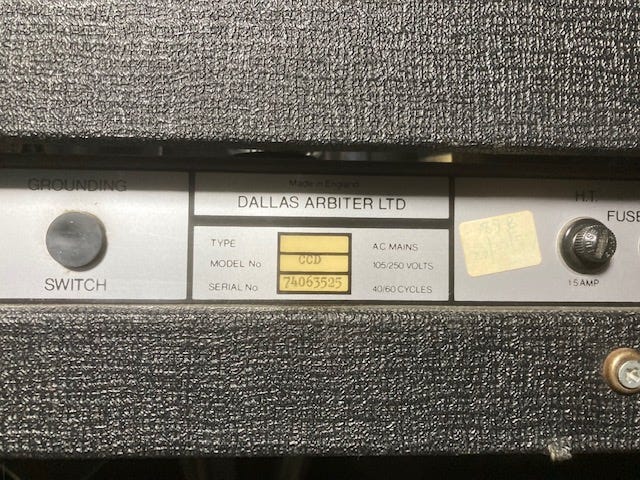 GROUNDING
SWITCH
Made in England
DALLAS ARBITER LTD
TYPE
MODEL No CCD
SERIAL No 74063525
A.C MAINS
105/250 VOLTS
40/60 CYCLES
H.T.
FUSE
1.5 AMP